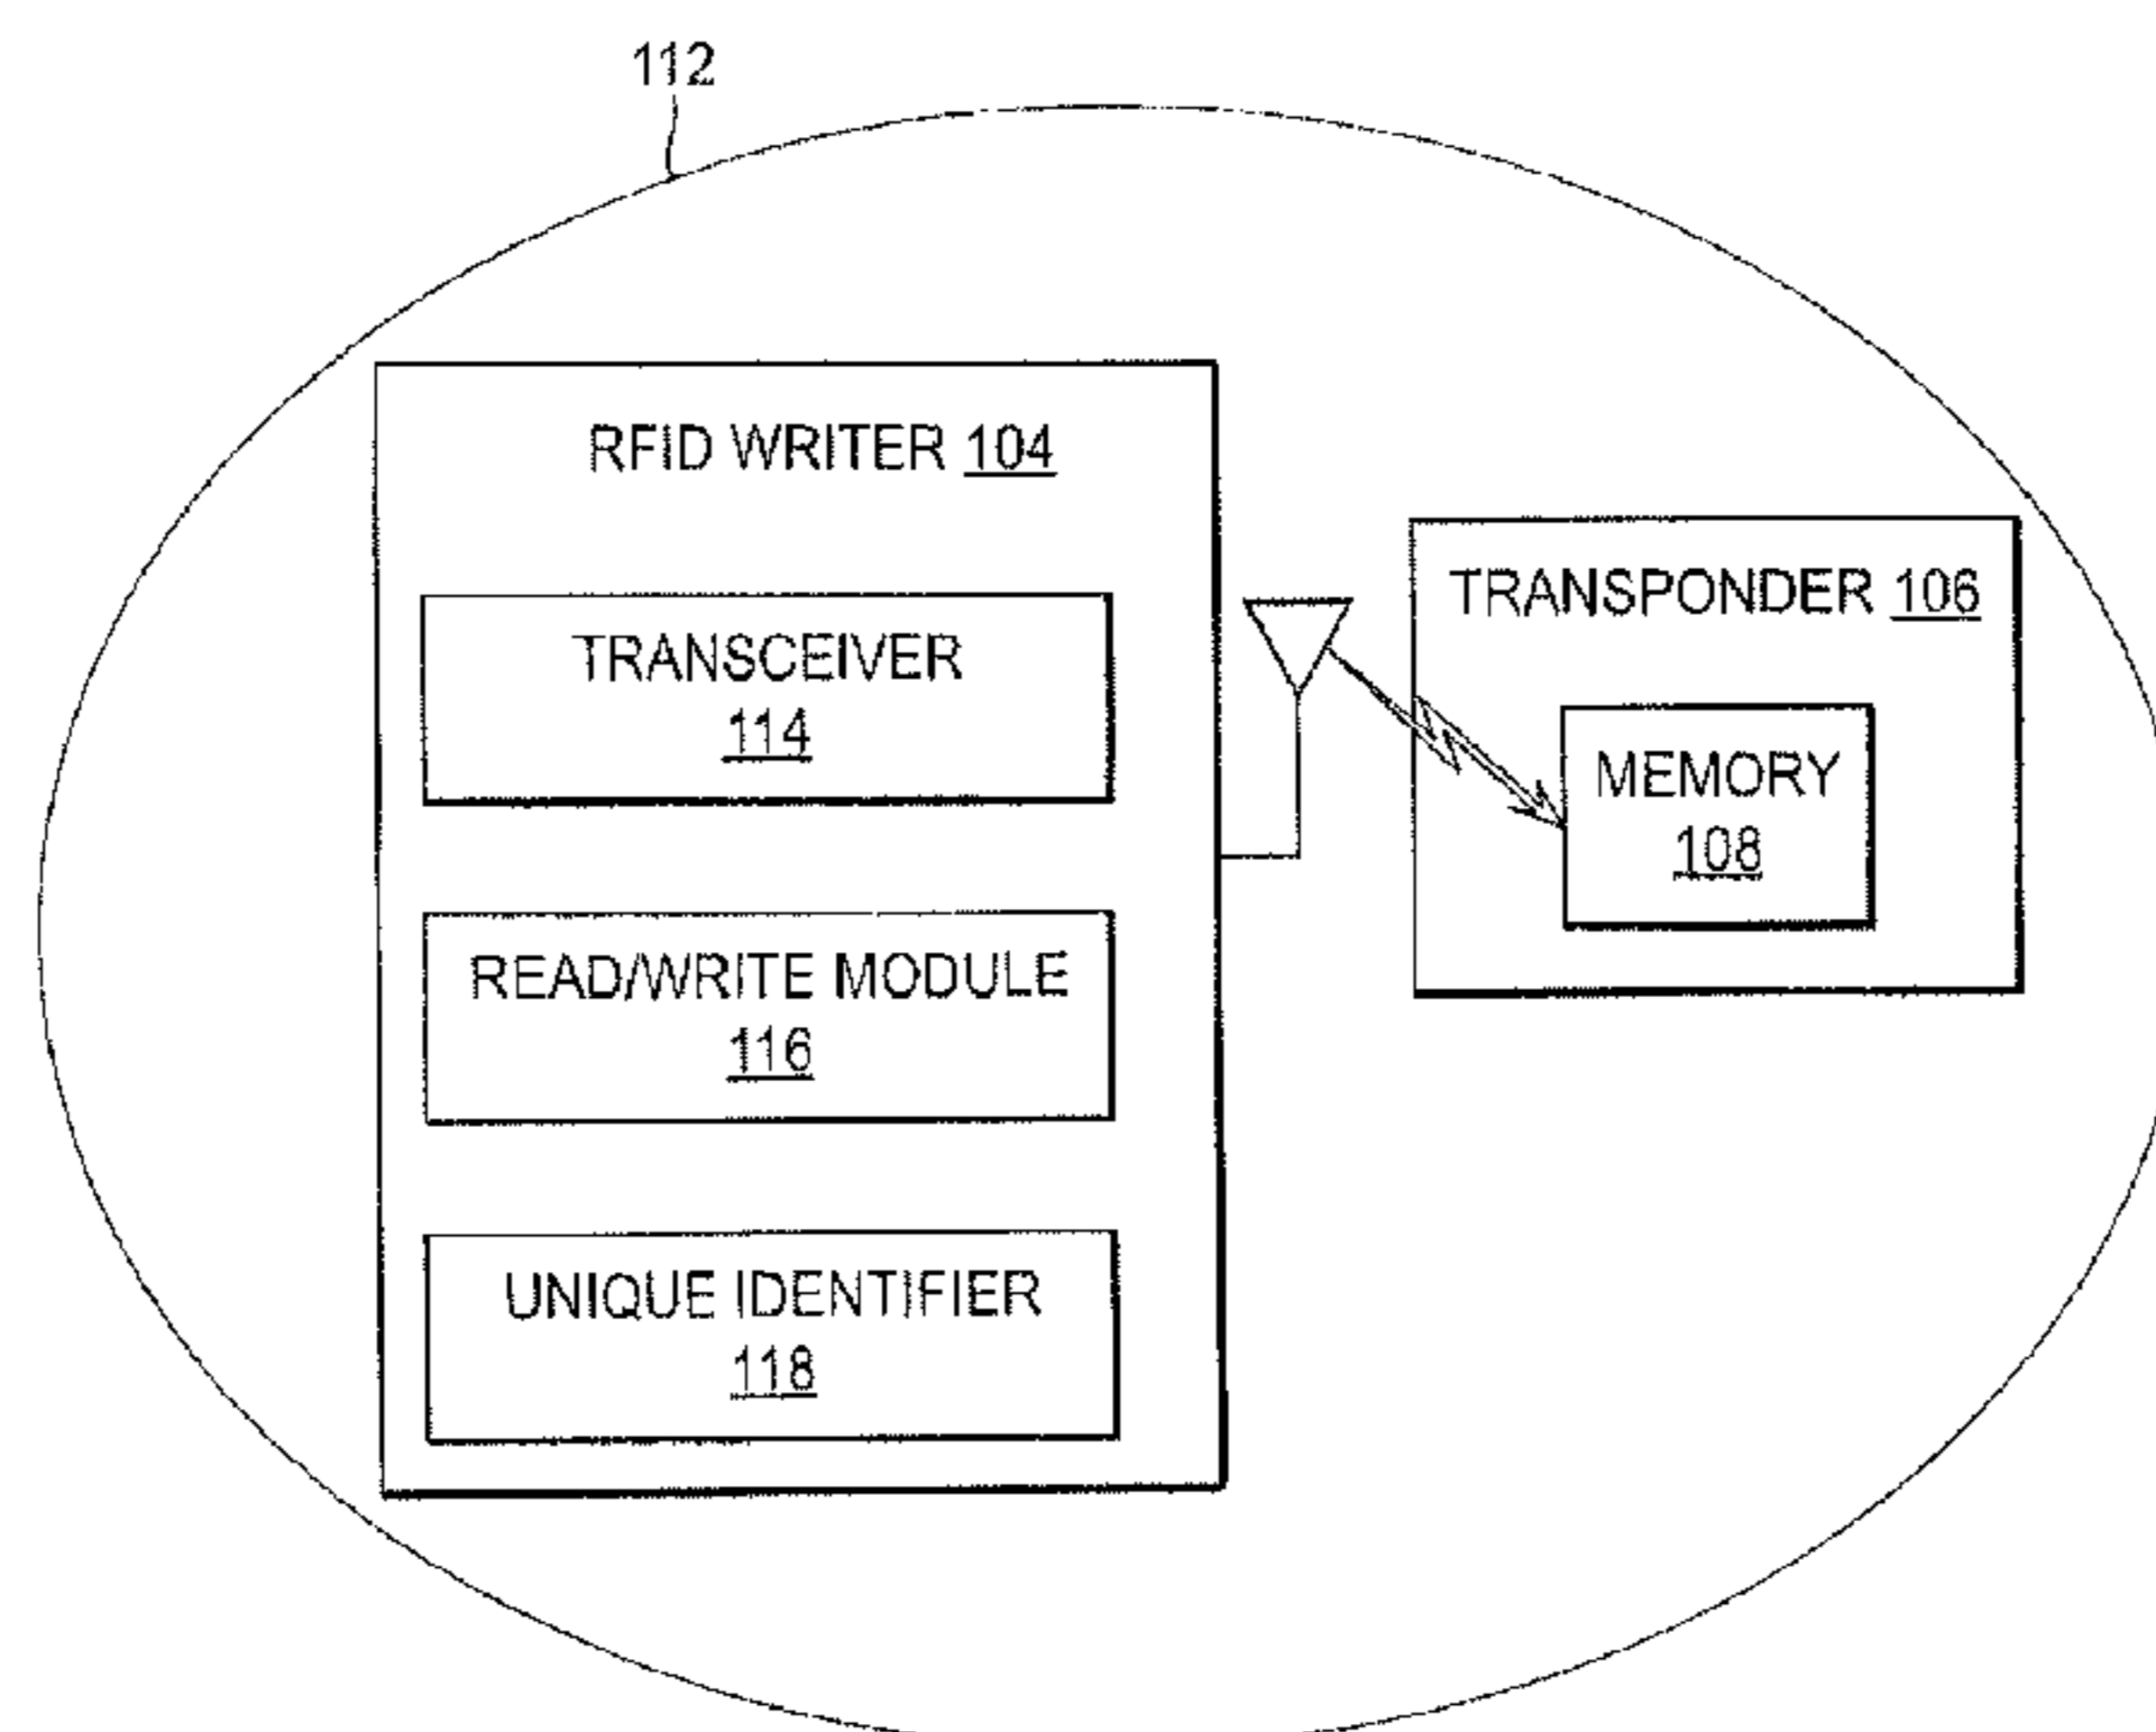 112
RFID WRITER 104
TRANSCEIVER
114
READ/WRITE MODULE
116
UNIQUE IDENTIFIER
118
TRANSPONDER 106
MEMORY
108